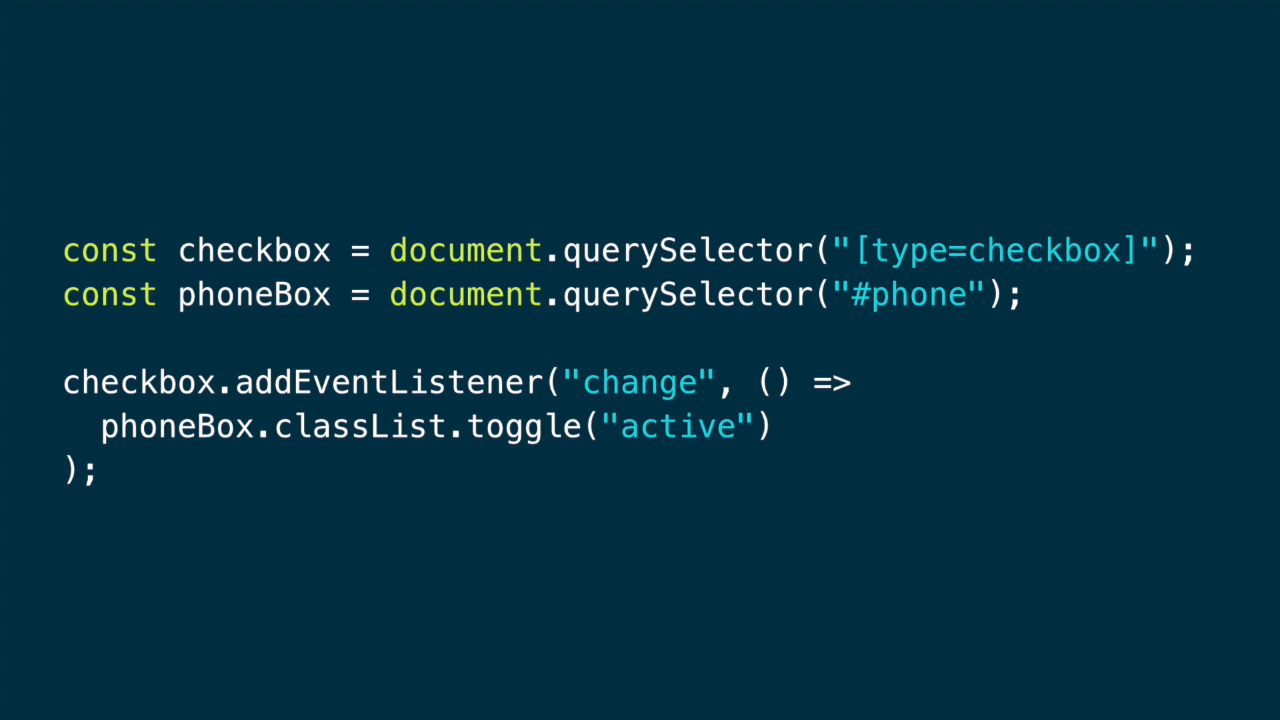 const checkbox = document.querySelector("[type=checkbox]");
const phoneBox = document.querySelector("#phone");
checkbox.addEventListener("change", () =>
  phoneBox.classList.toggle("active")
);